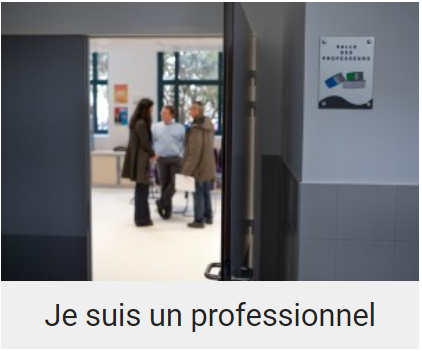 SALLE
DES
PROFESSEURS
Je suis un professionnel